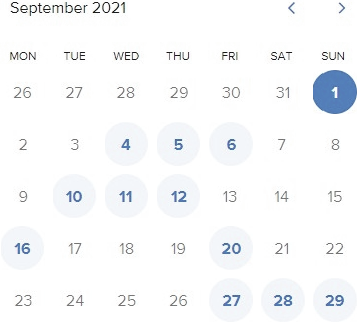 September 2021
MON TUE WED THU FRI SAT SUN
26 27 28 29 30 31 1
2 3 4 5 6 7 8
9 10 11 12 13 14 15
16 17 18 19 20 21 22
23 24 25 26 27 28 29